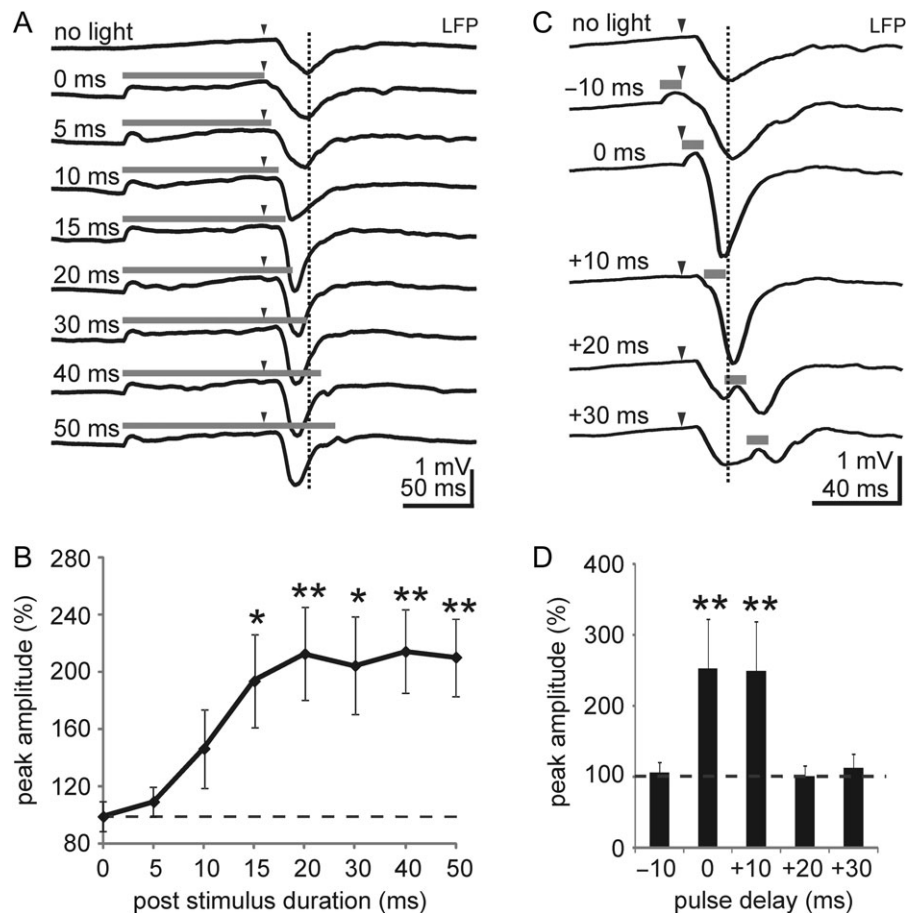 A
no light
LFP
0 ms
5 ms
10 ms
15 ms
20 ms
30 ms
40 ms
50 ms
1 mV
50 ms
C
no light
LFP
−10 ms
0 ms
+10 ms
+20 ms
+30 ms
1 mV
40 ms
B
280
240
200
160
120
80
peak amplitude (%)
* ** * ** **
0 5 10 15 20 30 40 50
post stimulus duration (ms)
D
400
300
200
100
0
peak amplitude (%)
** **
−10 0 +10 +20 +30
pulse delay (ms)